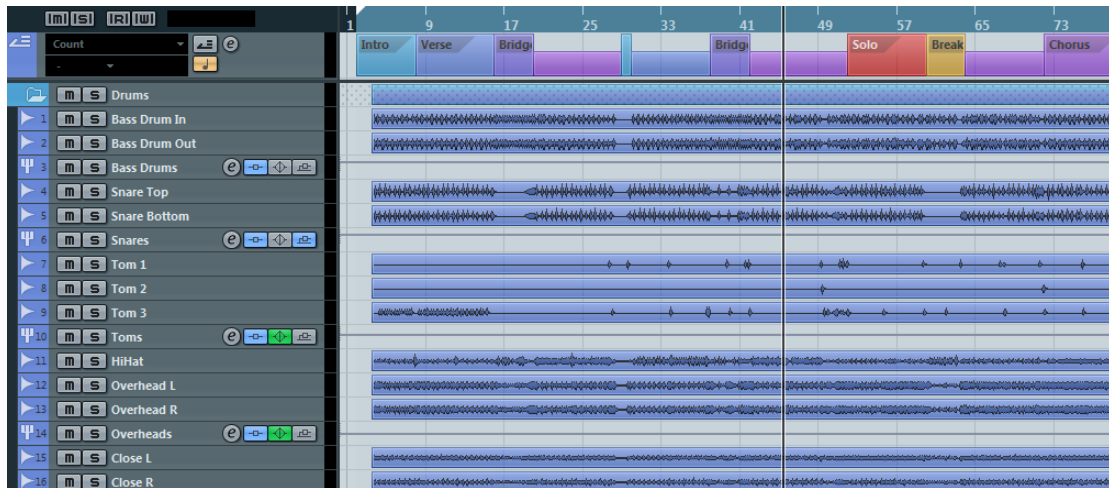 M S R W
1 9 17 25 33 41 49 57 65 73
Count
-
Intro Verse Bridge Bridge Solo Break Chorus
e
m S Drums
1 m S Bass Drum In
2 m S Bass Drum Out
3 m S Bass Drums e
4 m S Snare Top
5 m S Snare Bottom
6 m S Snares e
7 m S Tom 1
8 m S Tom 2
9 m S Tom 3
10 m S Toms e
11 m S HiHat
12 m S Overhead L
13 m S Overhead R
14 m S Overheads e
15 m S Close L
16 m S Close R